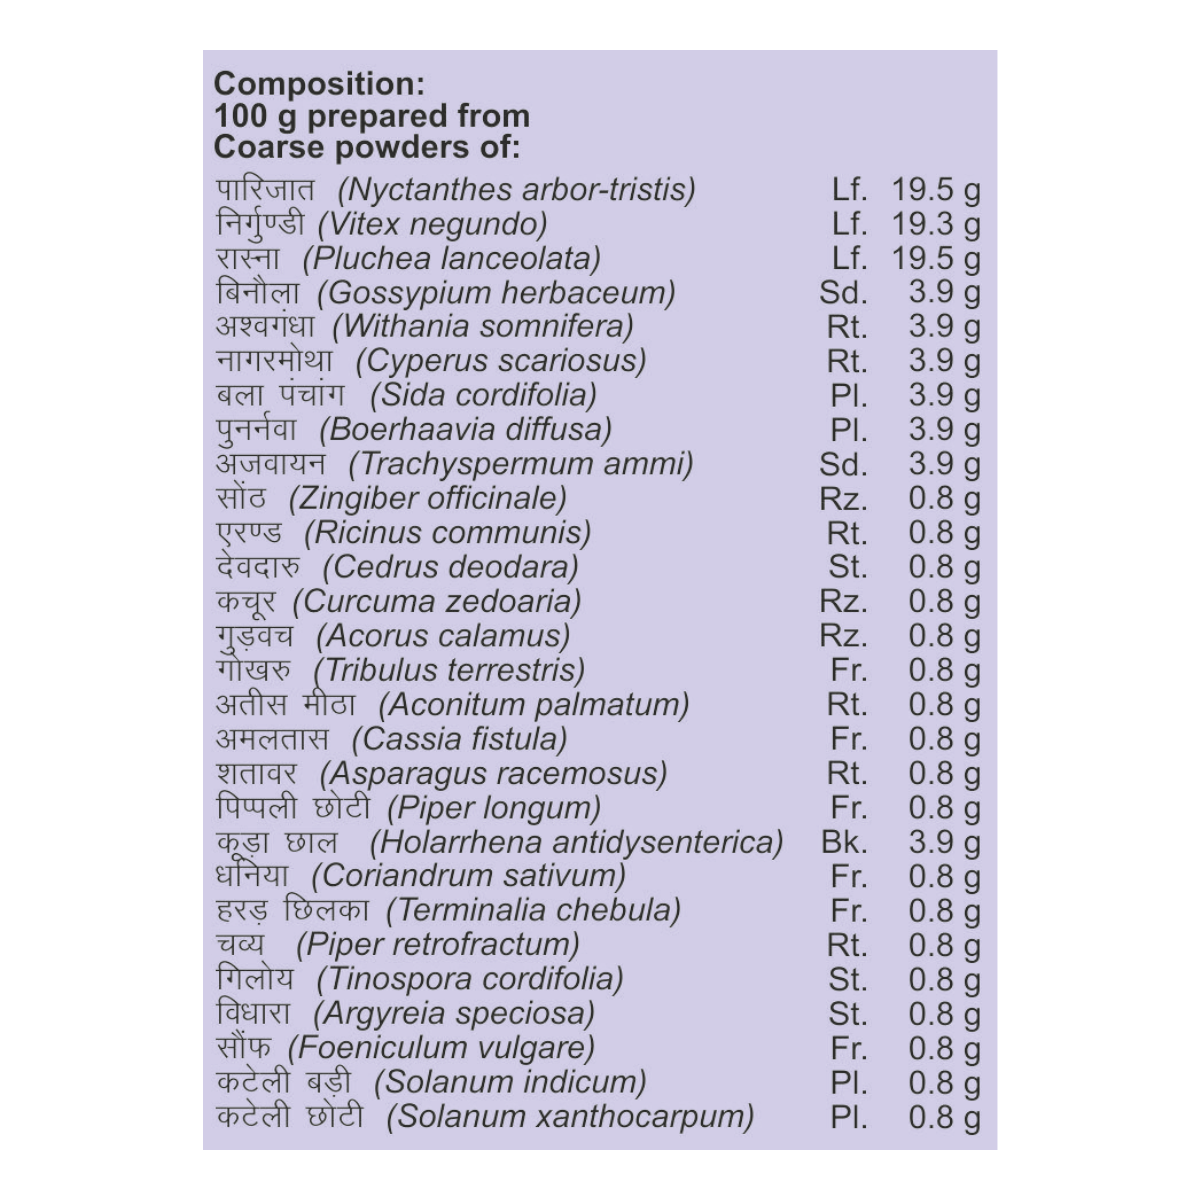 Composition:
100 g prepared from
Coarse powders of:
पारिजात (Nyctanthes arbor-tristis) Lf. 19.5 g
निर्गुण्डी (Vitex negundo) Lf. 19.3 g
रास्ना (Pluchea lanceolata) Lf. 19.5 g
बिनौला (Gossypium herbaceum) Sd. 3.9 g
अश्वगंधा (Withania somnifera) Rt. 3.9 g
नागरमोथा (Cyperus scariosus) Rt. 3.9 g
बला पंचांग (Sida cordifolia) Pl. 3.9 g
पुनर्नवा (Boerhaavia diffusa) Pl. 3.9 g
अजवायन (Trachyspermum ammi) Sd. 3.9 g
सोंठ (Zingiber officinale) Rz. 0.8 g
एरण्ड (Ricinus communis) Rt. 0.8 g
देवदारु (Cedrus deodara) St. 0.8 g
कचूर (Curcuma zedoaria) Rz. 0.8 g
गुड़वच (Acorus calamus) Rz. 0.8 g
गोखरु (Tribulus terrestris) Fr. 0.8 g
अतीस मीठा (Aconitum palmatum) Rt. 0.8 g
अमलतास (Cassia fistula) Fr. 0.8 g
शतावर (Asparagus racemosus) Rt. 0.8 g
पिप्पली छोटी (Piper longum) Fr. 0.8 g
कूड़ा छाल (Holarrhena antidysenterica) Bk. 3.9 g
धनिया (Coriandrum sativum) Fr. 0.8 g
हरड़ छिलका (Terminalia chebula) Fr. 0.8 g
चव्य (Piper retrofractum) Rt. 0.8 g
गिलोय (Tinospora cordifolia) St. 0.8 g
विधारा (Argyreia speciosa) St. 0.8 g
सौंफ (Foeniculum vulgare) Fr. 0.8 g
कटेली बड़ी (Solanum indicum) Pl. 0.8 g
कटेली छोटी (Solanum xanthocarpum) Pl. 0.8 g